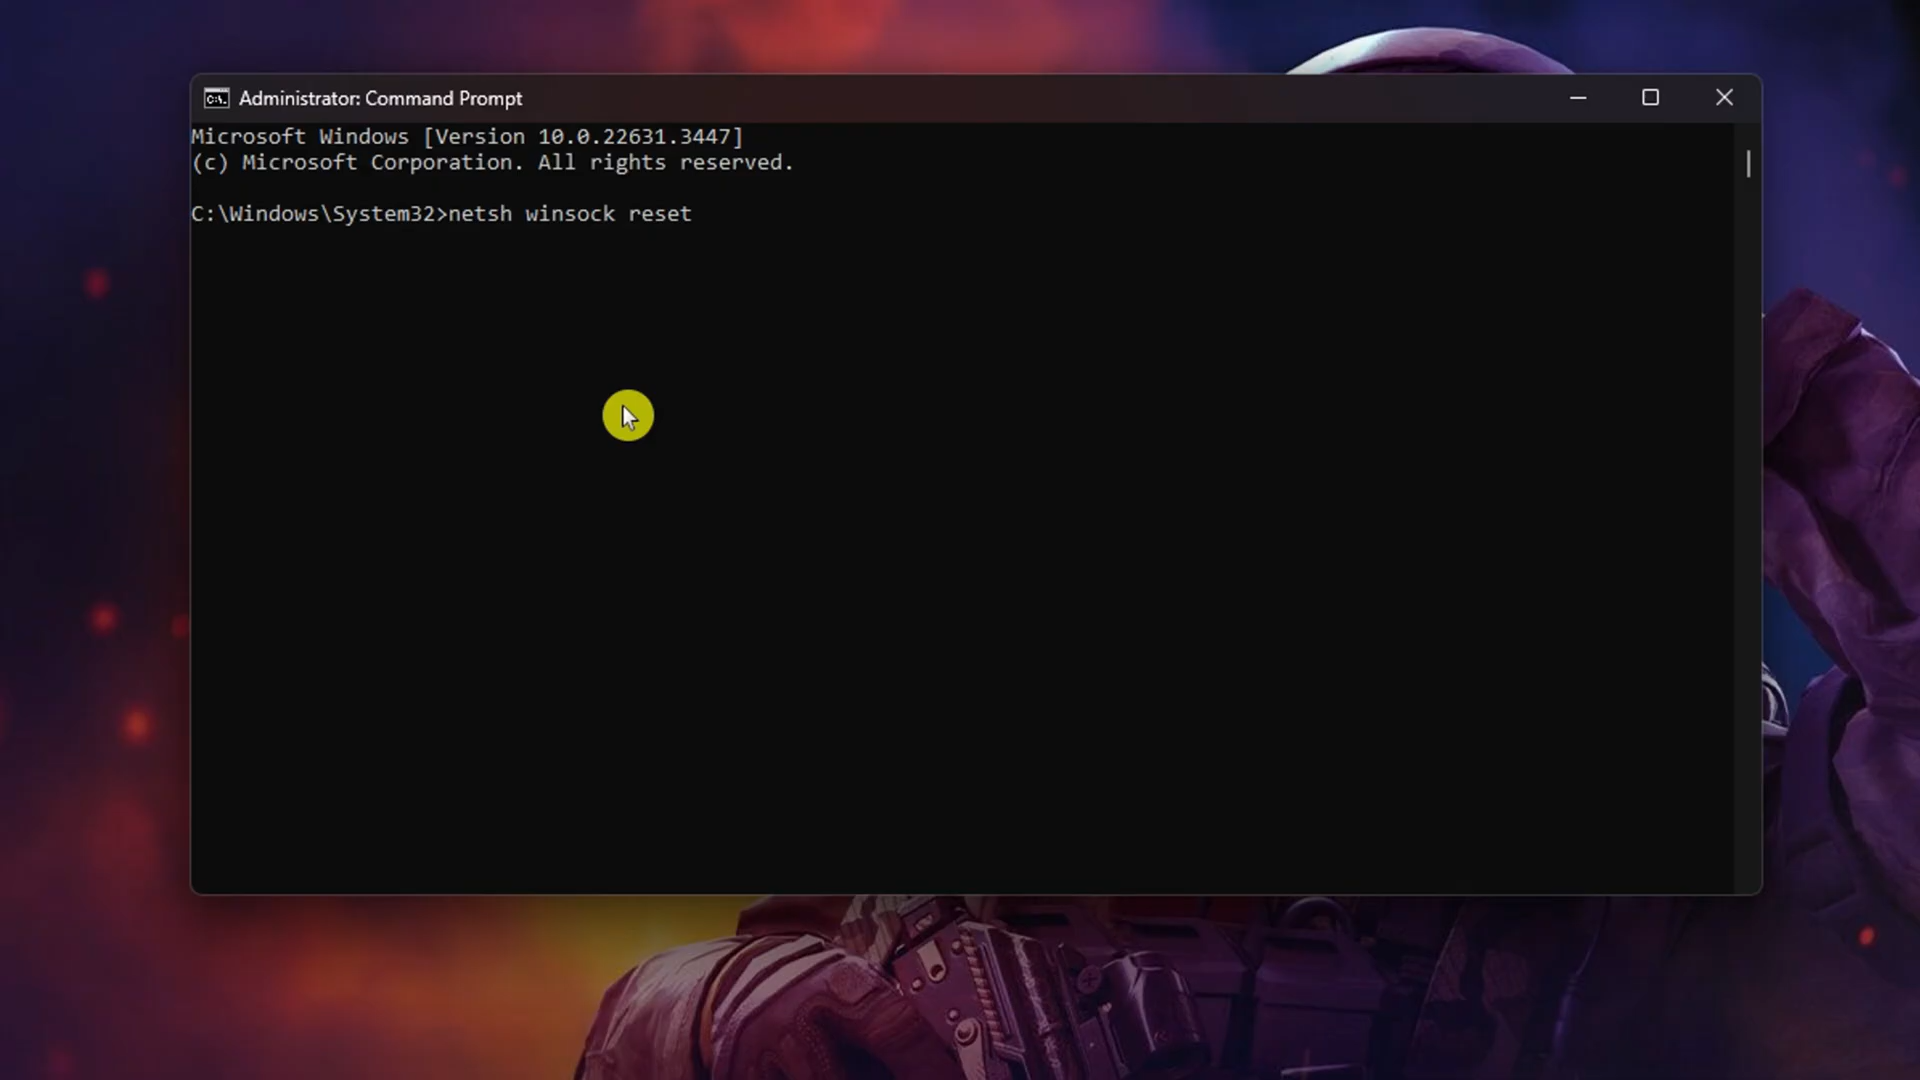 Administrator: Command Prompt
Microsoft Windows [Version 10.0.22631.3447]
(c) Microsoft Corporation. All rights reserved.
C:\Windows\System32>netsh winsock reset